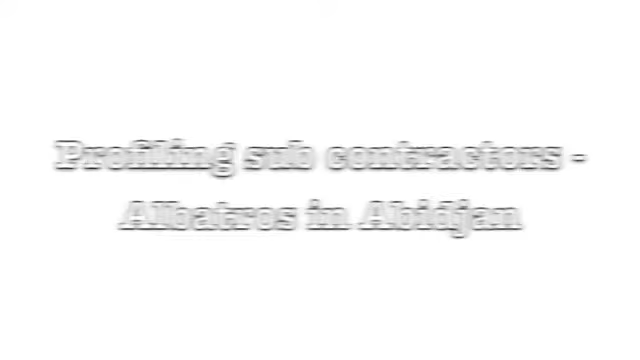 Profiling sub contractors -
Albatros in Abidjan